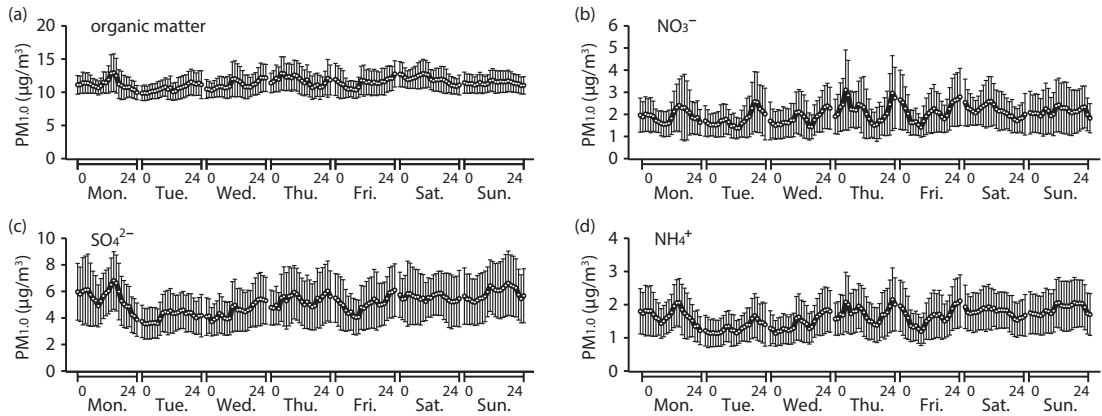 (a)
organic matter
PM1.0 (µg/m³)
20
15
10
5
0
0 24 0 24 0 24 0 24 0 24 0 24 0 24
Mon. Tue. Wed. Thu. Fri. Sat. Sun.
(b)
NO₃⁻
PM1.0 (µg/m³)
6
5
4
3
2
1
0
0 24 0 24 0 24 0 24 0 24 0 24 0 24
Mon. Tue. Wed. Thu. Fri. Sat. Sun.
(c)
SO₄²⁻
PM1.0 (µg/m³)
10
8
6
4
2
0
0 24 0 24 0 24 0 24 0 24 0 24 0 24
Mon. Tue. Wed. Thu. Fri. Sat. Sun.
(d)
NH₄⁺
PM1.0 (µg/m³)
4
3
2
1
0
0 24 0 24 0 24 0 24 0 24 0 24 0 24
Mon. Tue. Wed. Thu. Fri. Sat. Sun.